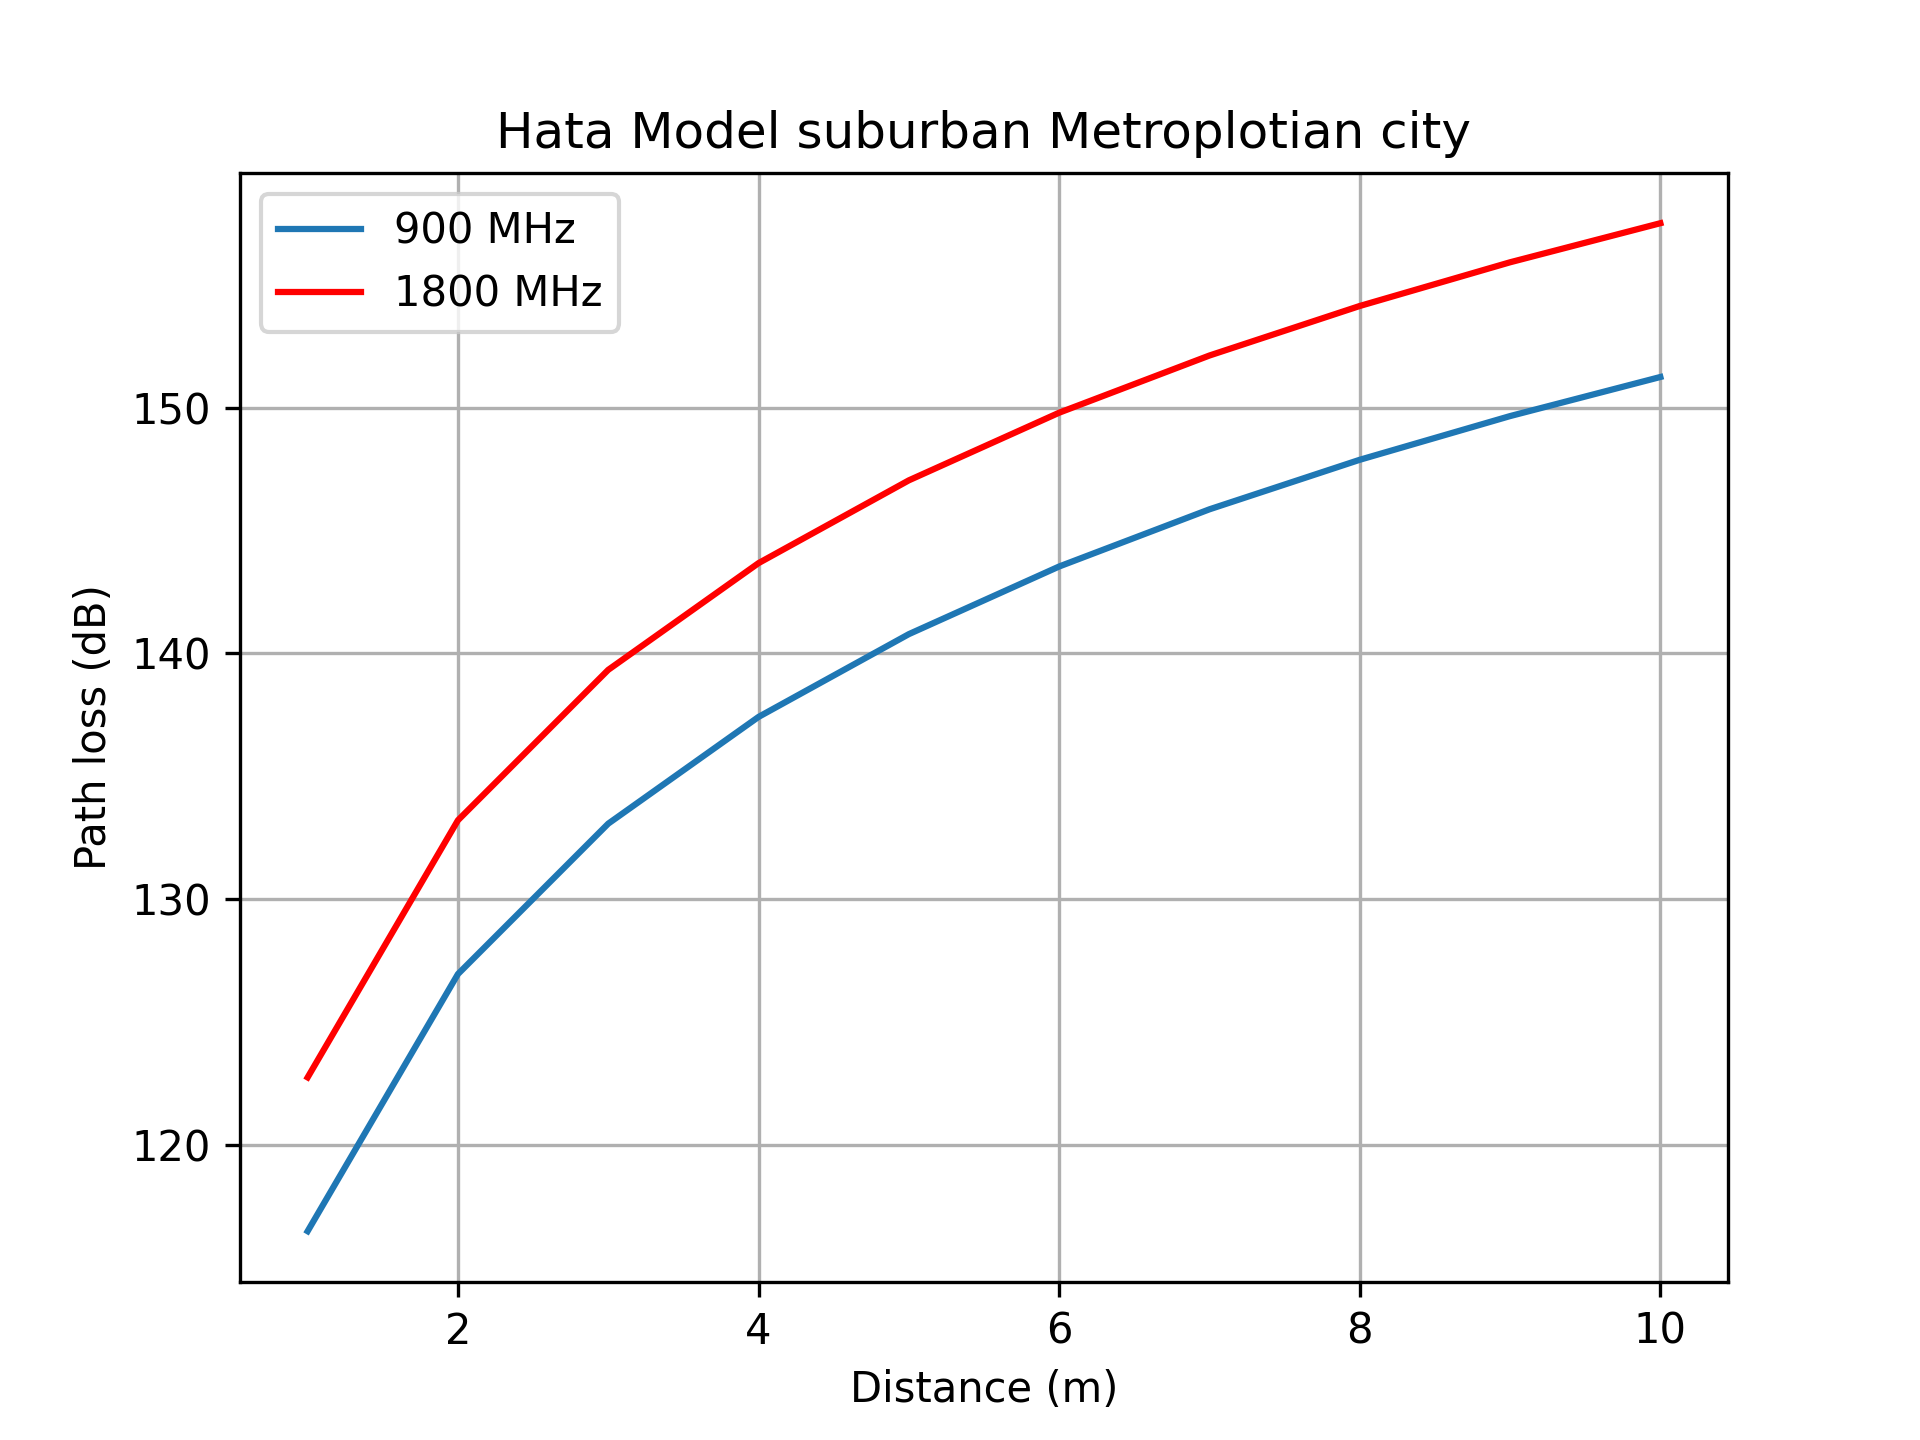 Hata Model suburban Metroplotian city
900 MHz
1800 MHz
Path loss (dB)
150
140
130
120
2 4 6 8 10
Distance (m)